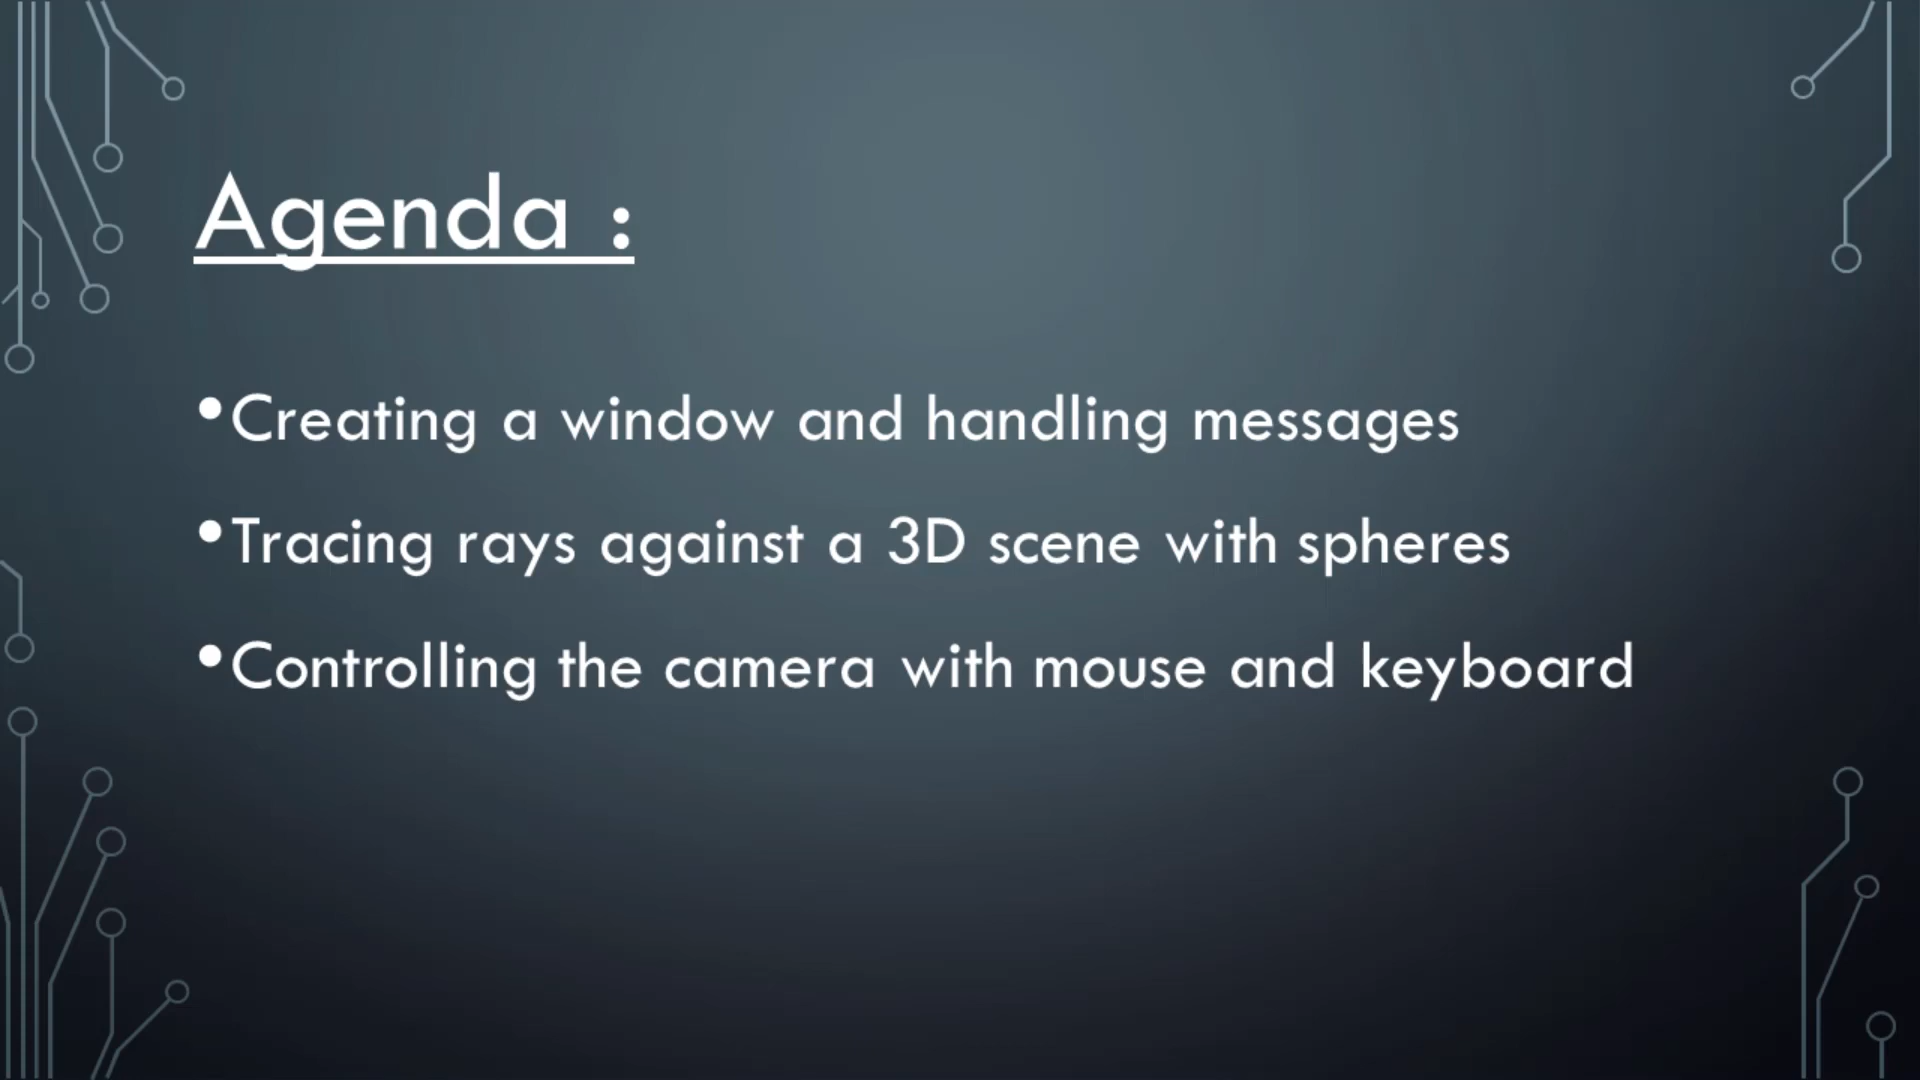 Agenda :
•Creating a window and handling messages
•Tracing rays against a 3D scene with spheres
•Controlling the camera with mouse and keyboard